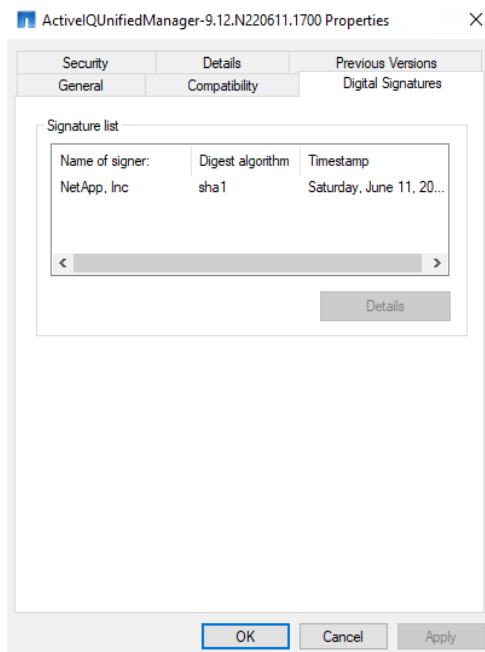 ActiveIQUnifiedManager-9.12.N220611.1700 Properties
Security Details Previous Versions
General Compatibility Digital Signatures
Signature list
Name of signer: Digest algorithm Timestamp
NetApp, Inc sha1 Saturday, June 11, 20...
Details
OK Cancel Apply